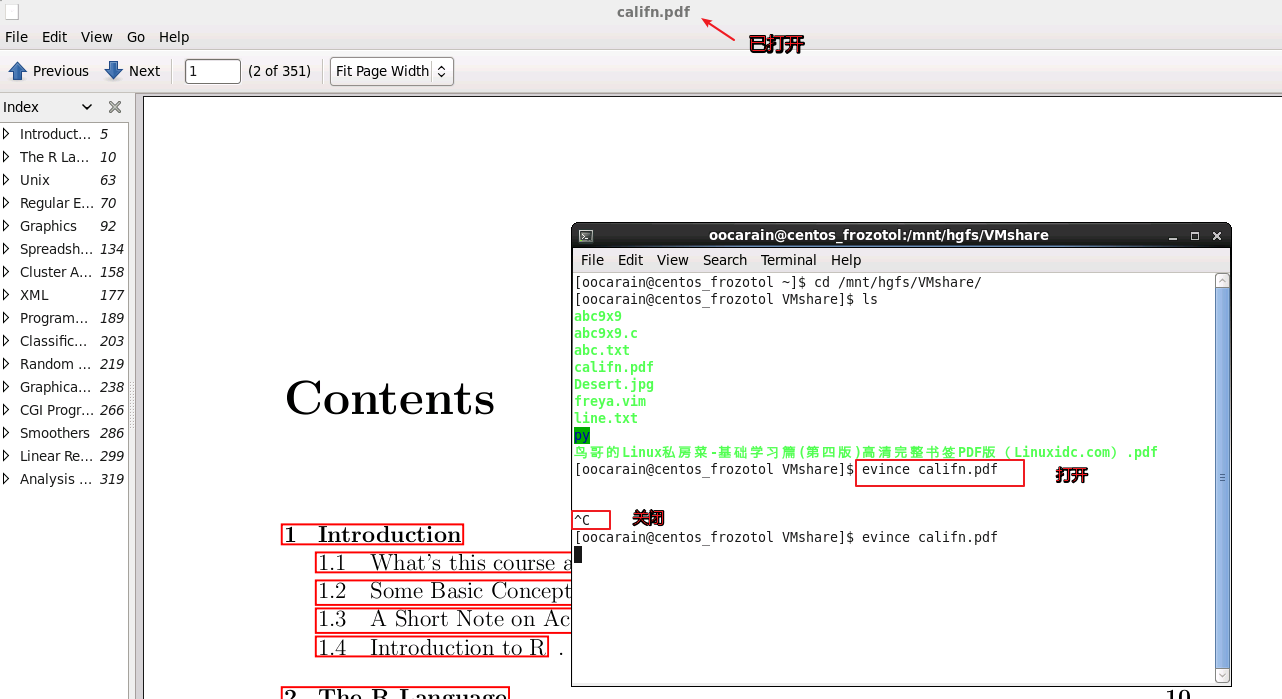 califn.pdf
已打开
File Edit View Go Help
Previous Next 1 (2 of 351) Fit Page Width
Index
Introduct... 5
The R La... 10
Unix 63
Regular E... 70
Graphics 92
Spreadsh... 134
Cluster A... 158
XML 177
Program... 189
Classific... 203
Random ... 219
Graphica... 238
CGI Progr... 266
Smoothers 286
Linear Re... 299
Analysis ... 319
Contents
1 Introduction
1.1 What's this course a
1.2 Some Basic Concept
1.3 A Short Note on Ac
1.4 Introduction to R .
2 The R Language
10
oocarain@centos_frozotol:/mnt/hgfs/VMshare
File Edit View Search Terminal Help
[oocarain@centos_frozotol ~]$ cd /mnt/hgfs/VMshare/
[oocarain@centos_frozotol VMshare]$ ls
abc9x9
abc9x9.c
abc.txt
califn.pdf
Desert.jpg
freya.vim
line.txt
py
鸟哥的Linux私房菜-基础学习篇(第四版)高清完整书签PDF版（Linuxidc.com）.pdf
[oocarain@centos_frozotol VMshare]$ evince califn.pdf
打开
^C
关闭
[oocarain@centos_frozotol VMshare]$ evince califn.pdf